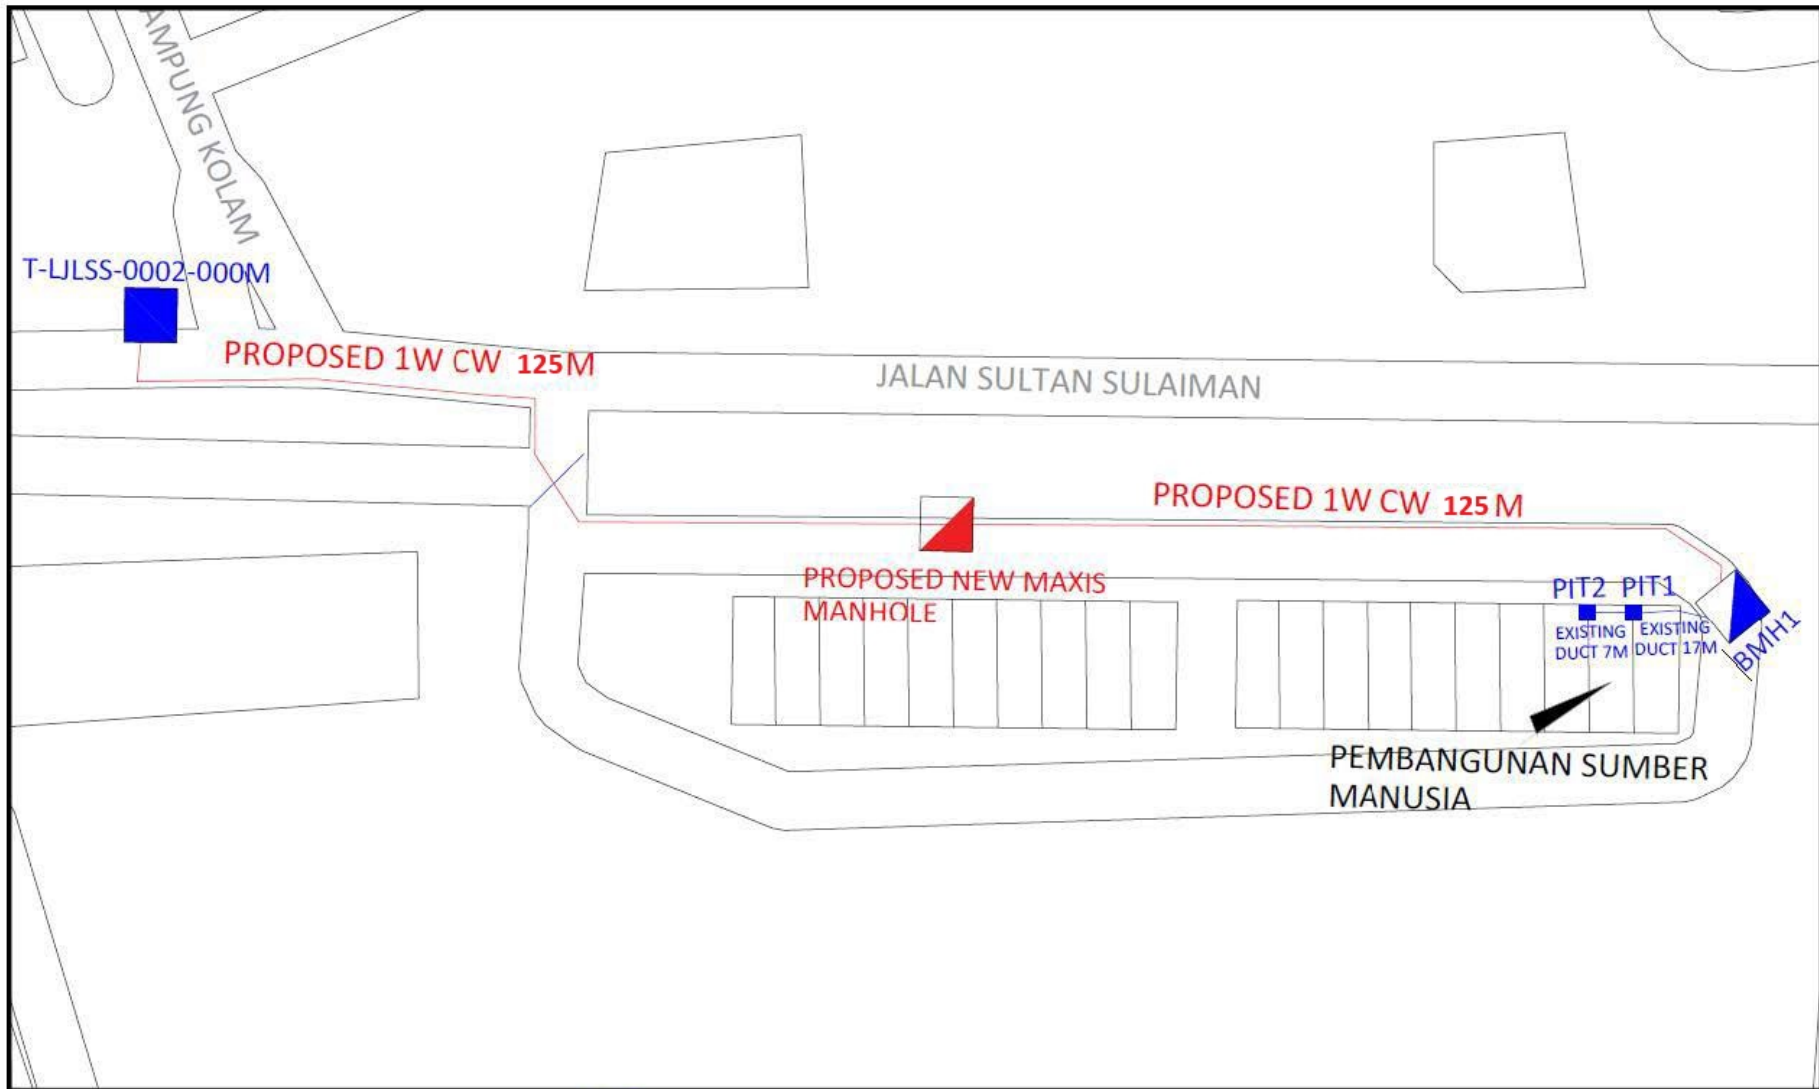 AMPUNG KOLAM
T-LJLSS-0002-000M
PROPOSED 1W CW 125M
JALAN SULTAN SULAIMAN
PROPOSED 1W CW 125 M
PROPOSED NEW MAXIS
MANHOLE
PIT2 PIT1
EXISTING
DUCT 7M
EXISTING
DUCT 17M
BMH1
PEMBANGUNAN SUMBER
MANUSIA